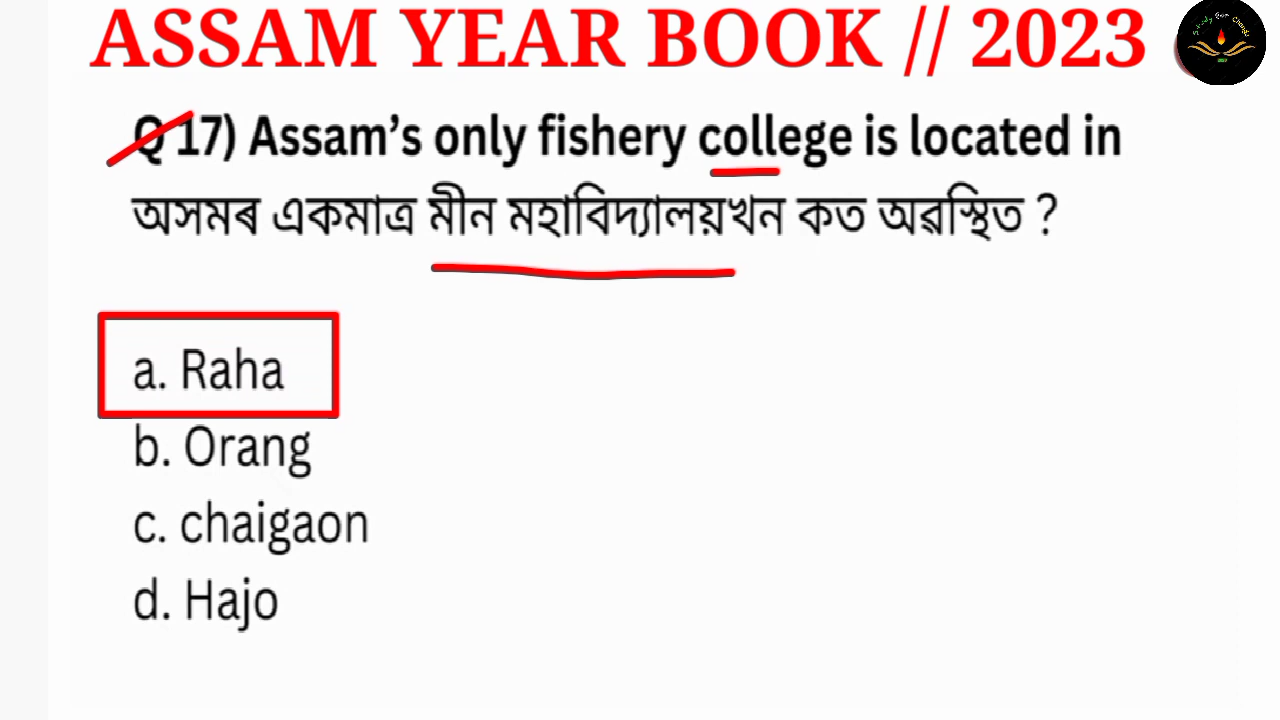 ASSAM YEAR BOOK // 2023
Q 17) Assam’s only fishery college is located in
অসমৰ একমাত্ৰ মীন মহাবিদ্যালয়খন কত অৱস্থিত ?
a. Raha
b. Orang
c. chaigaon
d. Hajo